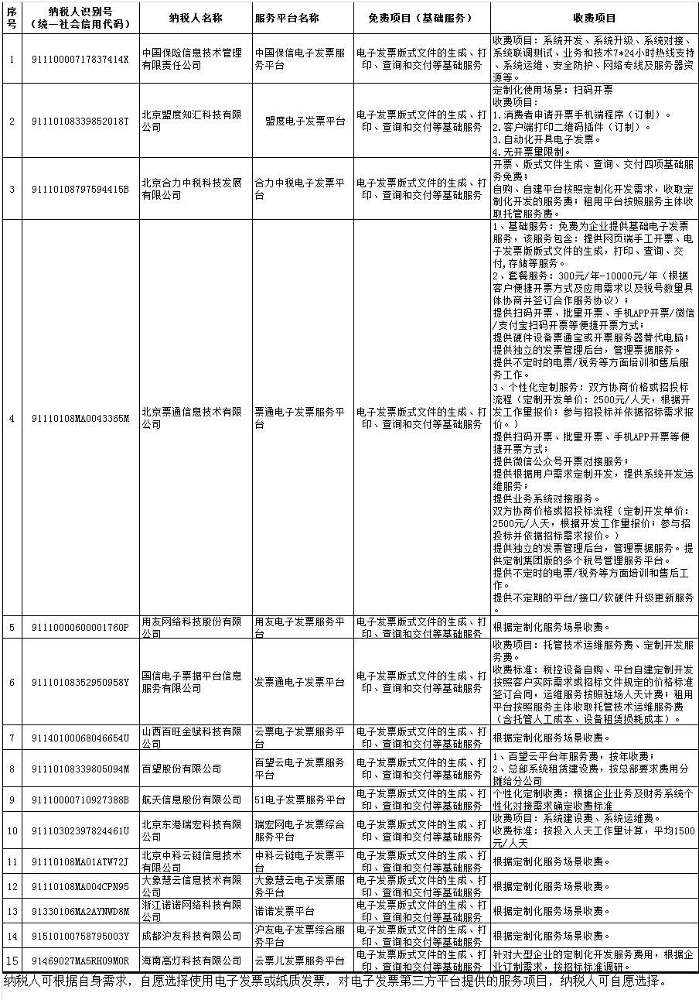 序号 纳税人识别号（统一社会信用代码） 纳税人名称 服务平台名称 免费项目（基础服务） 收费项目
1 91110000717837414X 中国保险信息技术管理有限责任公司 中国保信电子发票服务平台 电子发票版式文件的生成、打印、查询和交付等基础服务 收费项目：系统开发、系统升级、系统对接、
系统联调测试、业务和技术7*24小时热线支持
、系统运维、安全防护、网络专线及服务器资
源等。
2 91110108339852018T 北京盟度知汇科技有限公司 盟度电子发票平台 电子发票版式文件的生成、打印、查询和交付等基础服务 定制化使用场景：扫码开票
收费项目：
1.消费者申请开票手机端程序（订制）。
2.客户端打印二维码插件（订制）。
3.自动化开具电子发票。
4.无开票量限制。
3 91110108797594415B 北京合力中税科技发展有限公司 合力中税电子发票平台 电子发票版式文件的生成、打印、查询和交付等基础服务 开票、版式文件生成、查询、交付四项基础服
务免费；
自购、自建平台按照定制化开发需求，收取定
制化开发的服务费；租用平台按照服务主体收
取托管服务费。
4 91110108MA0043365M 北京票通信息技术有限公司 票通电子发票服务平台 电子发票版式文件的生成、打印、查询和交付等基础服务 1、基础服务：免费为企业提供基础电子发票
服务，该服务包含：提供网页端手工开票、电
子发票版版式文件的生成，打印、查询、交
付,存储等服务。
2、套餐服务：300元/年-10000元/年（根据
客户便捷开票方式及应用需求以及税号数量具
体协商并签订合作服务协议）；
提供扫码开票、批量开票、手机APP开票/微信
/支付宝扫码开票等便捷开票方式；
提供硬件设备票通宝或开票服务器替代电脑；
提供独立的发票管理后台，管理票据服务。
提供不定时的电票/税务等方面培训和售后服
务工作。
3、个性化定制服务：双方协商价格或招投标
流程（定制开发单价：2500元/人天，根据开
发工作量报价；参与招投标并依据招标需求报
价。）
提供扫码开票、批量开票、手机APP开票等便
捷开票方式；
提供微信公众号开票对接服务；
提供根据用户需求定制开发，提供系统开发运
维服务；
提供业务系统对接服务。
双方协商价格或招投标流程（定制开发单价：
2500元/人天，根据开发工作量报价；参与招
投标并依据招标需求报价。）
提供独立的发票管理后台，管理票据服务。提
供定制集团版的多个税号管理服务平台。
提供不定时的电票/税务等方面培训和售后工
作。
提供不定期的平台/接口/软硬件升级更新服务
。
5 91110000600001760P 用友网络科技股份有限公司 用友电子发票服务平台 电子发票版式文件的生成、打印、查询和交付等基础服务 根据定制化服务场景收费。
6 91110108352950958Y 国信电子票据平台信息服务有限公司 发票通电子发票平台 电子发票版式文件的生成、打印、查询和交付等基础服务 收费项目：托管技术运维服务费、定制开发服
务费。
收费标准：税控设备自购、平台自建定制开发
按照客户实际需求或招标文件规定的价格标准
签订合同，运维服务按照驻场人天计费；租用
平台按照服务主体收取托管技术运维服务费
（含托管人工成本、设备租赁损耗成本）。
7 91140100068046654U 山西百旺金赋科技有限公司 云票电子发票服务平台 电子发票版式文件的生成、打印、查询和交付等基础服务 根据定制化服务场景收费。
8 91110108339805094M 百望股份有限公司 百望云电子发票服务平台 电子发票版式文件的生成、打印、查询和交付等基础服务 1、百望云平台年服务费，按年收费；
2、总部系统租赁建设费，按总部要求费用分
摊给分公司
9 91110000710927388B 航天信息股份有限公司 51电子发票服务平台 电子发票版式文件的生成、打印、查询和交付等基础服务 个性化定制收费：根据企业业务及财务系统个
性化对接需求确定收费标准
10 91110302397824461U 北京东港瑞宏科技有限公司 瑞宏网电子发票综合服务平台 电子发票版式文件的生成、打印、查询和交付等基础服务 收费项目：系统建设费、系统运维费。
收费标准：按投入人天工作量计算，平均1500
元/人天
11 91110108MA01ATW72J 北京中科云链信息技术有限公司 中科云链电子发票平台 电子发票版式文件的生成、打印、查询和交付等基础服务 根据定制化服务场景收费。
12 91110108MA004CPN95 大象慧云信息技术有限公司 大象慧云电子发票服务平台 电子发票版式文件的生成、打印、查询和交付等基础服务 根据定制化服务场景收费。
13 91330106MA2AYNWD8M 浙江诺诺网络科技有限公司 诺诺发票平台 电子发票版式文件的生成、打印、查询和交付等基础服务 根据定制化服务场景收费。
14 91510100758795003Y 成都沪友科技有限公司 沪友电子发票综合服务平台 电子发票版式文件的生成、打印、查询和交付等基础服务 根据定制化服务场景收费。
15 91469027MA5RH09M0R 海南高灯科技有限公司 云票儿发票服务平台 电子发票版式文件的生成、打印、查询和交付等基础服务 针对大型企业的定制化开发服务费用，根据企
业订制需求，按招标标准调研。
纳税人可根据自身需求，自愿选择使用电子发票或纸质发票，对电子发票第三方平台提供的服务项目，纳税人可自愿选择。